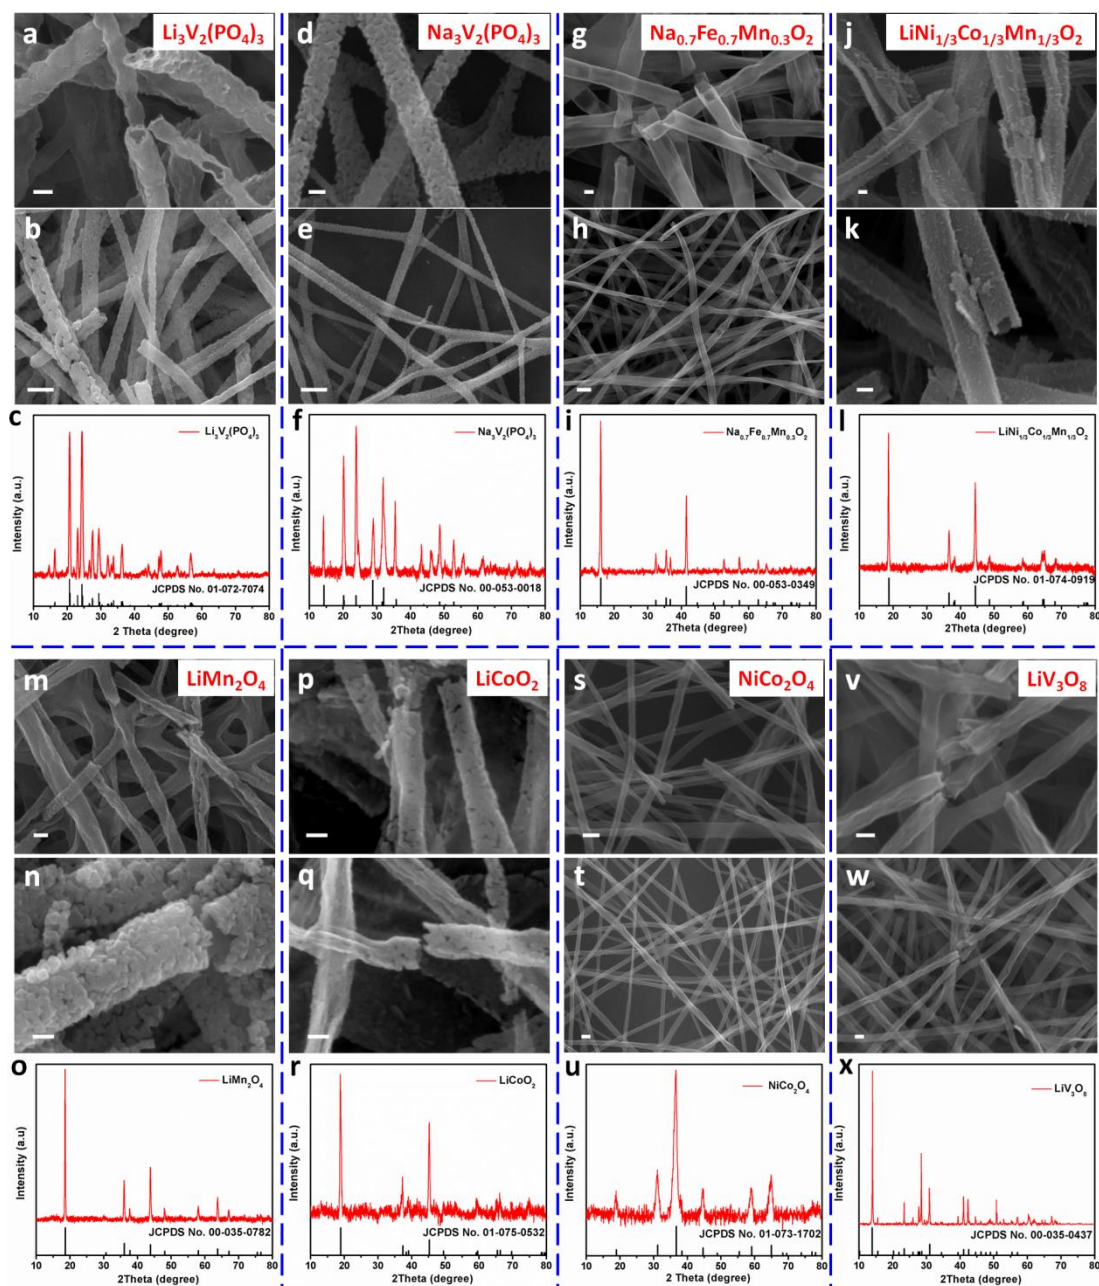 a Li₃V₂(PO₄)₃
d Na₃V₂(PO₄)₃
g Na₀.₇Fe₀.₇Mn₀.₃O₂
j LiNi₁/₃Co₁/₃Mn₁/₃O₂
b
e
h
k
c
Li₃V₂(PO₄)₃
Intensity (a.u.)
JCPDS No. 01-072-7074
10 20 30 40 50 60 70 80
2 Theta (degree)
f
Na₃V₂(PO₄)₃
Intensity (a.u.)
JCPDS No. 00-053-0018
10 20 30 40 50 60 70 80
2Theta (degree)
i
Na₀.₇Fe₀.₇Mn₀.₃O₂
Intensity (a.u.)
JCPDS No. 00-053-0349
10 20 30 40 50 60 70 80
2Theta (degree)
l
LiNi₁/₃Co₁/₃Mn₁/₃O₂
Intensity (a.u.)
JCPDS No. 01-074-0919
10 20 30 40 50 60 70 80
2Theta (degree)
m LiMn₂O₄
p LiCoO₂
s NiCo₂O₄
v LiV₃O₈
n
q
t
w
o
LiMn₂O₄
Intensity (a.u)
JCPDS No. 00-035-0782
10 20 30 40 50 60 70 80
2Theta (degree)
r
LiCoO₂
Intensity (a.u.)
JCPDS No. 01-075-0532
10 20 30 40 50 60 70 80
2Theta (degree)
u
NiCo₂O₄
Intensity (a.u.)
JCPDS No. 01-073-1702
10 20 30 40 50 60 70 80
2 Theta (degree)
x
LiV₃O₈
Intensity (a.u.)
JCPDS No. 00-035-0437
10 20 30 40 50 60 70 80
2Theta (degree)